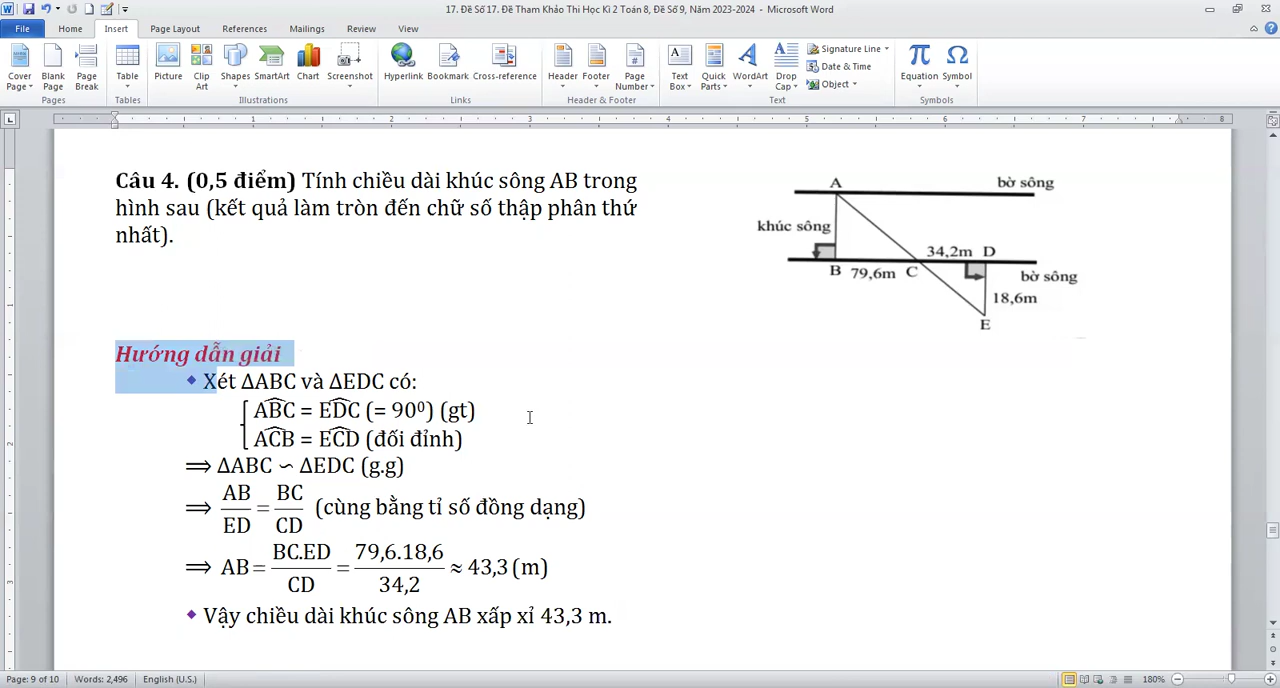 17. Đề Số 17. Đề Tham Khảo Thi Học Kì 2 Toán 8, Đề Số 9, Năm 2023-2024 - Microsoft Word
File Home Insert Page Layout References Mailings Review View
Cover Page Blank Page Page Break Table Picture Clip Art Shapes SmartArt Chart Screenshot Hyperlink Bookmark Cross-reference Header Footer Page Number Text Box Quick Parts WordArt Drop Cap Signature Line Date & Time Object Equation Symbol
Pages Tables Illustrations Links Header & Footer Text Symbols
1 2 3 4 5 6 7 8
Câu 4. (0,5 điểm) Tính chiều dài khúc sông AB trong
hình sau (kết quả làm tròn đến chữ số thập phân thứ
nhất).
A bờ sông
khúc sông
34,2m D
B 79,6m C bờ sông
18,6m
E
Hướng dẫn giải
Xét ΔABC và ΔEDC có:
ABC = EDC (= 90⁰) (gt)
ACB = ECD (đối đỉnh)
⟹ ΔABC ∽ ΔEDC (g.g)
⟹ AB/ED = BC/CD (cùng bằng tỉ số đồng dạng)
⟹ AB = BC.ED/CD = 79,6.18,6/34,2 ≈ 43,3 (m)
Vậy chiều dài khúc sông AB xấp xỉ 43,3 m.
Page: 9 of 10 Words: 2,496 English (U.S.) 180%